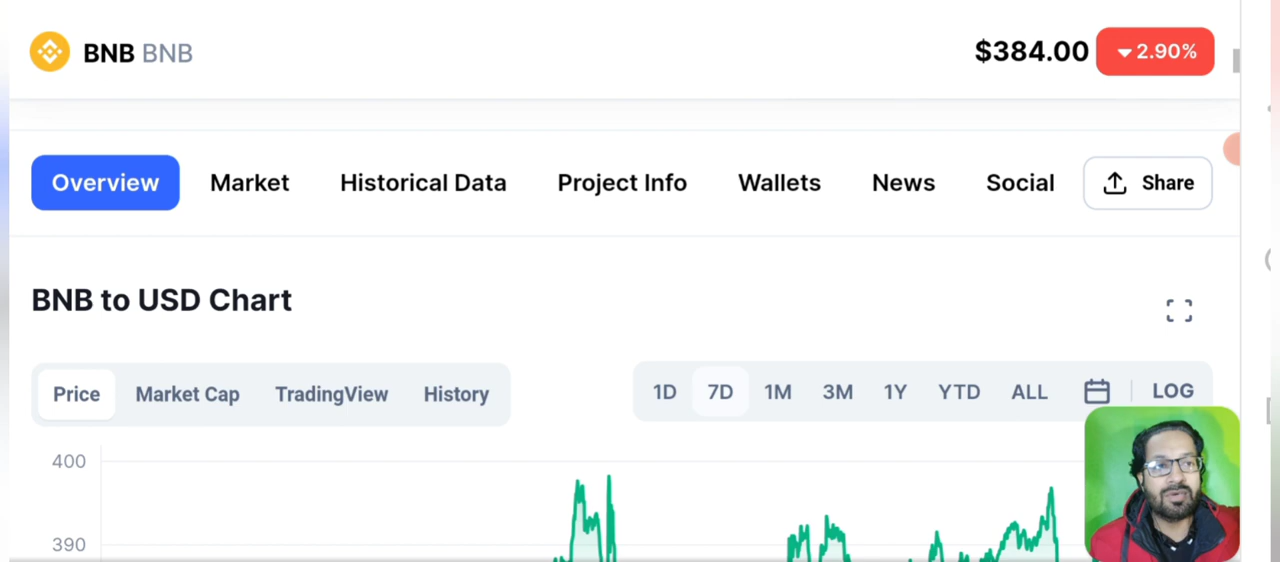 BNB BNB $384.00 2.90%
Overview Market Historical Data Project Info Wallets News Social Share
BNB to USD Chart
Price Market Cap TradingView History 1D 7D 1M 3M 1Y YTD ALL LOG
400
390